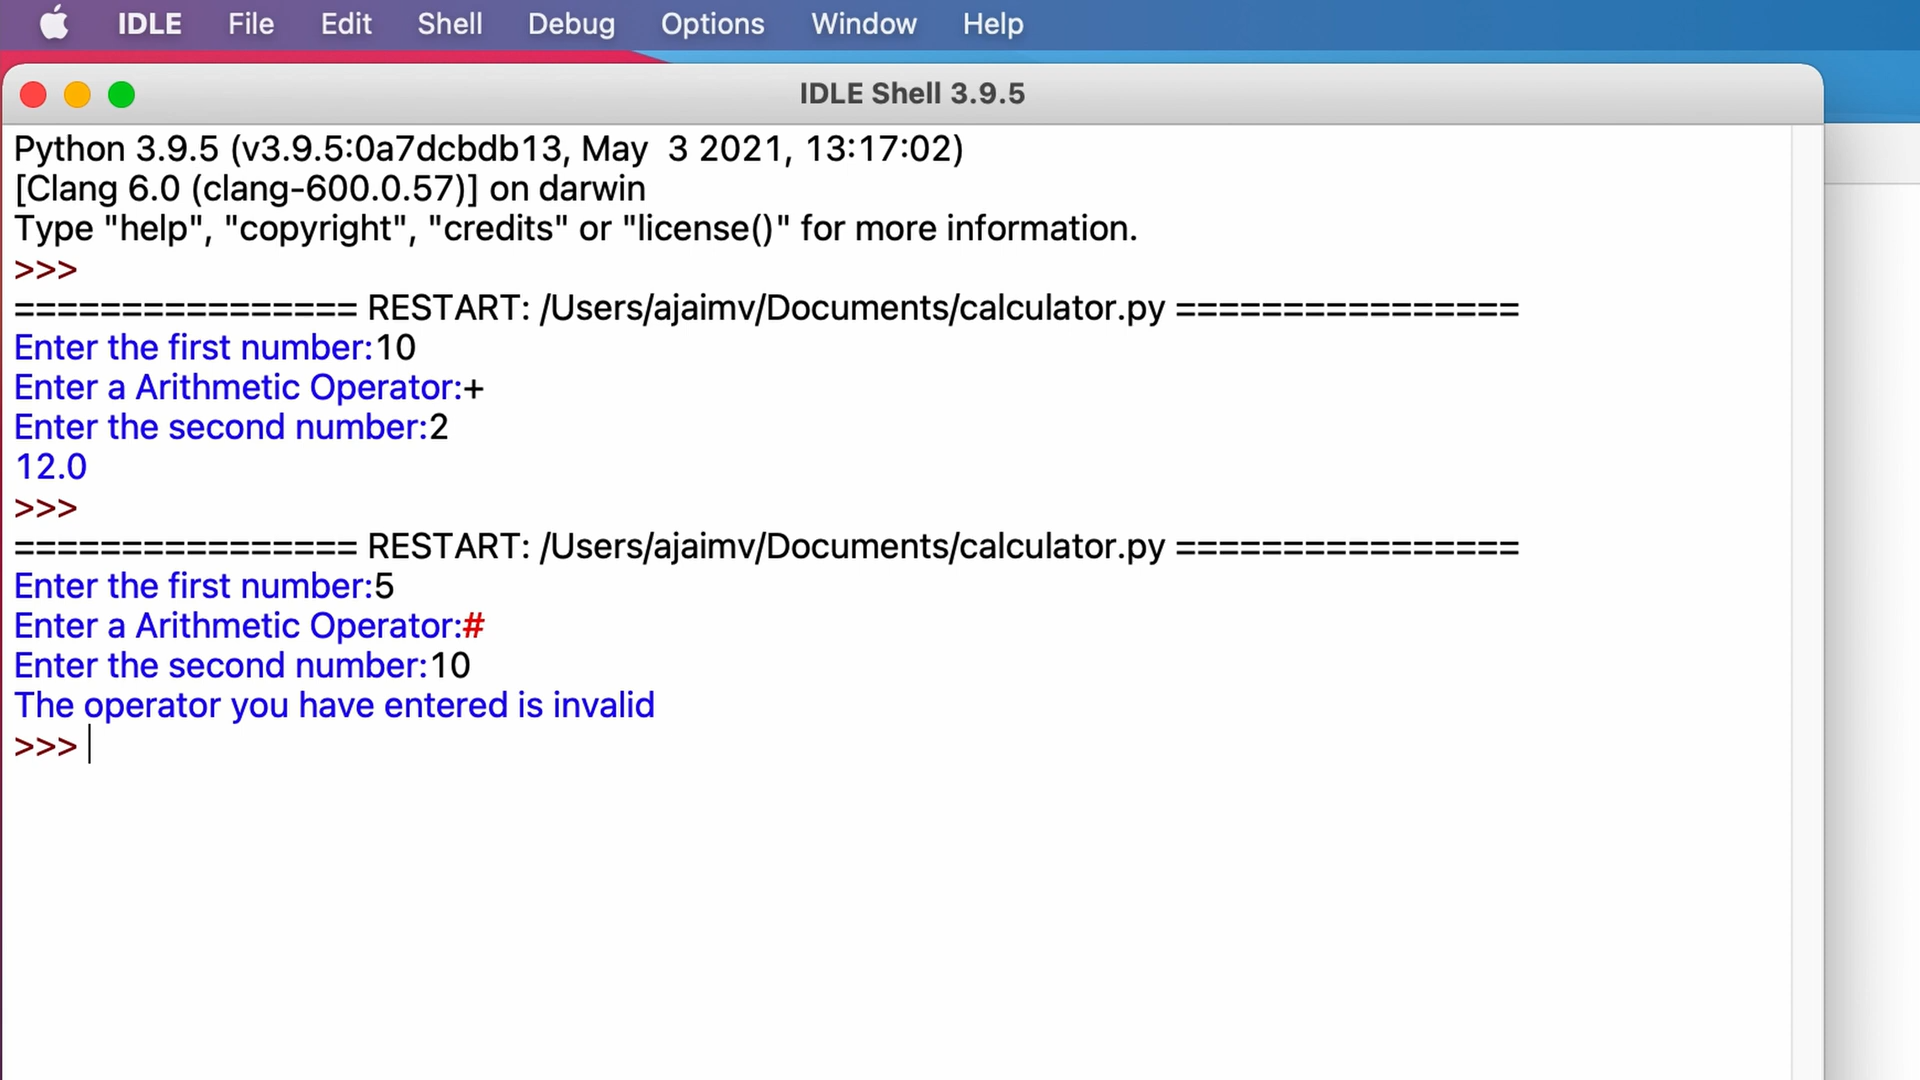 IDLE File Edit Shell Debug Options Window Help
IDLE Shell 3.9.5
Python 3.9.5 (v3.9.5:0a7dcbdb13, May  3 2021, 13:17:02)
[Clang 6.0 (clang-600.0.57)] on darwin
Type "help", "copyright", "credits" or "license()" for more information.
>>>
================ RESTART: /Users/ajaimv/Documents/calculator.py ================
Enter the first number:10
Enter a Arithmetic Operator:+
Enter the second number:2
12.0
>>>
================ RESTART: /Users/ajaimv/Documents/calculator.py ================
Enter the first number:5
Enter a Arithmetic Operator:#
Enter the second number:10
The operator you have entered is invalid
>>>